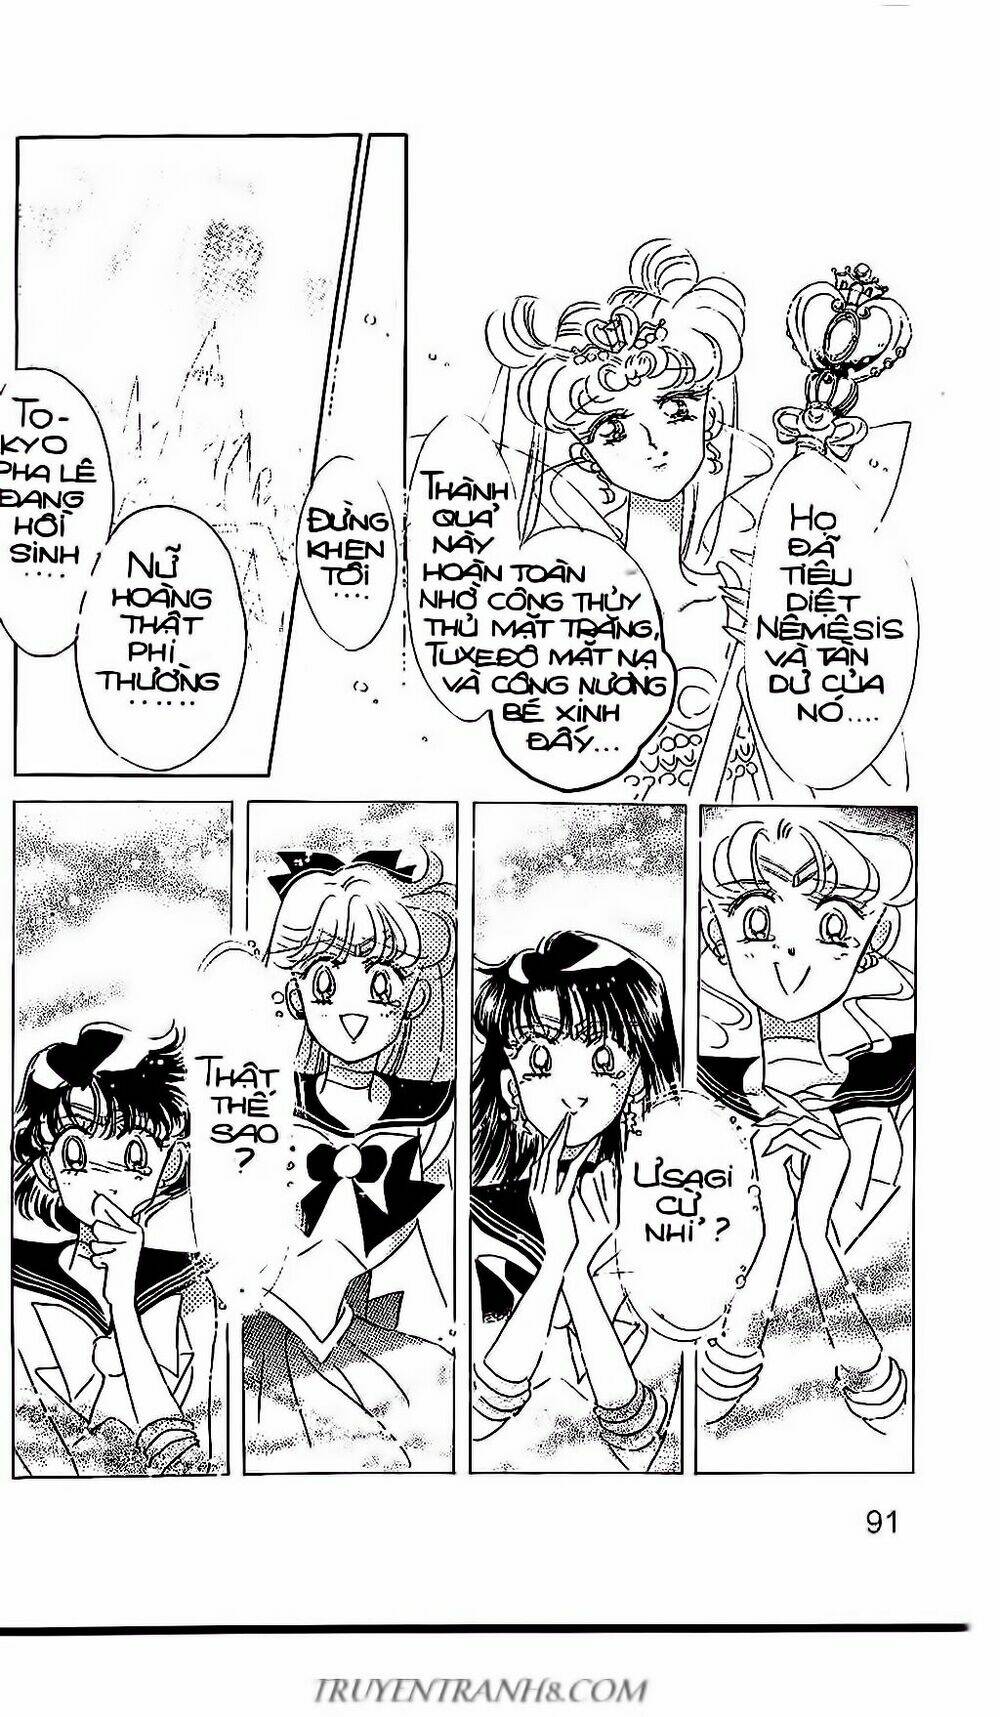 HỌ
ĐÃ
TIÊU
DIỆT
NÊMÊSIS
VÀ TÀN
DƯ CỦA
NÓ....
THÀNH
QUẢ
NÀY
HOÀN TOÀN
NHỜ CÔNG THỦY
THỦ MẶT TRĂNG,
TUXEĐÔ MẶT NẠ
VÀ CÔNG NƯƠNG
BÉ XINH
ĐẤY...
ĐỪNG
KHEN
TÔI
....
NỮ
HOÀNG
THẬT
PHI
THƯỜNG
......
TO-
KYO
PHA LÊ
ĐANG
HỒI
SINH
....
ƯSAGI
CỪ
NHỈ ?
THẬT
THẾ
SAO
?
91
TRUYENTRANH8.COM